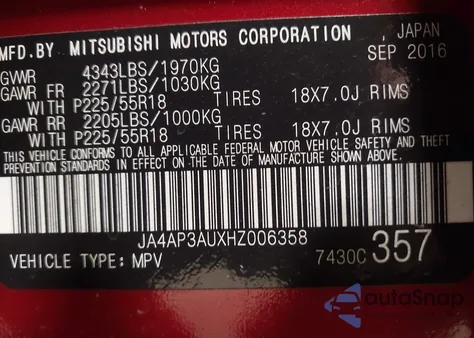 MFD.BY MITSUBISHI MOTORS CORPORATION, JAPAN
SEP 2016
GVWR 4343LBS/1970KG
GAWR FR 2271LBS/1030KG
WITH P225/55R18 TIRES 18X7.0J RIMS
GAWR RR 2205LBS/1000KG
WITH P225/55R18 TIRES 18X7.0J RIMS
THIS VEHICLE CONFORMS TO ALL APPLICABLE FEDERAL MOTOR VEHICLE SAFETY AND THEFT
PREVENTION STANDARDS IN EFFECT ON THE DATE OF MANUFACTURE SHOWN ABOVE.
JA4AP3AUXHZ006358
VEHICLE TYPE: MPV 7430C 357
autoSnap